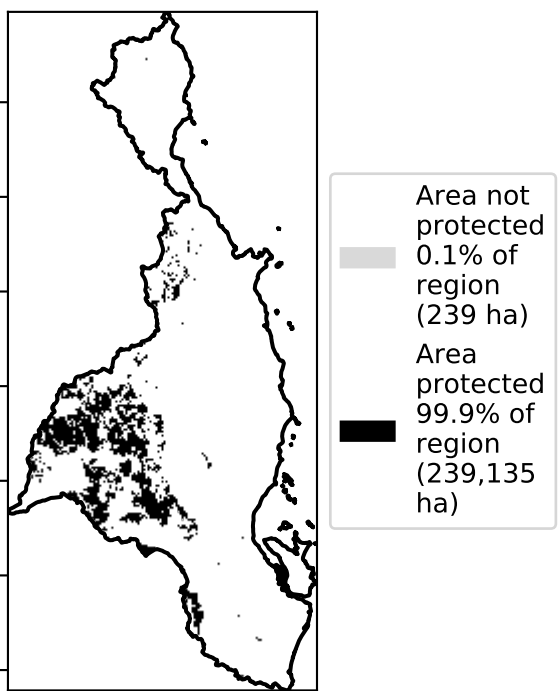 Area not
protected
0.1% of
region
(239 ha)
Area
protected
99.9% of
region
(239,135
ha)